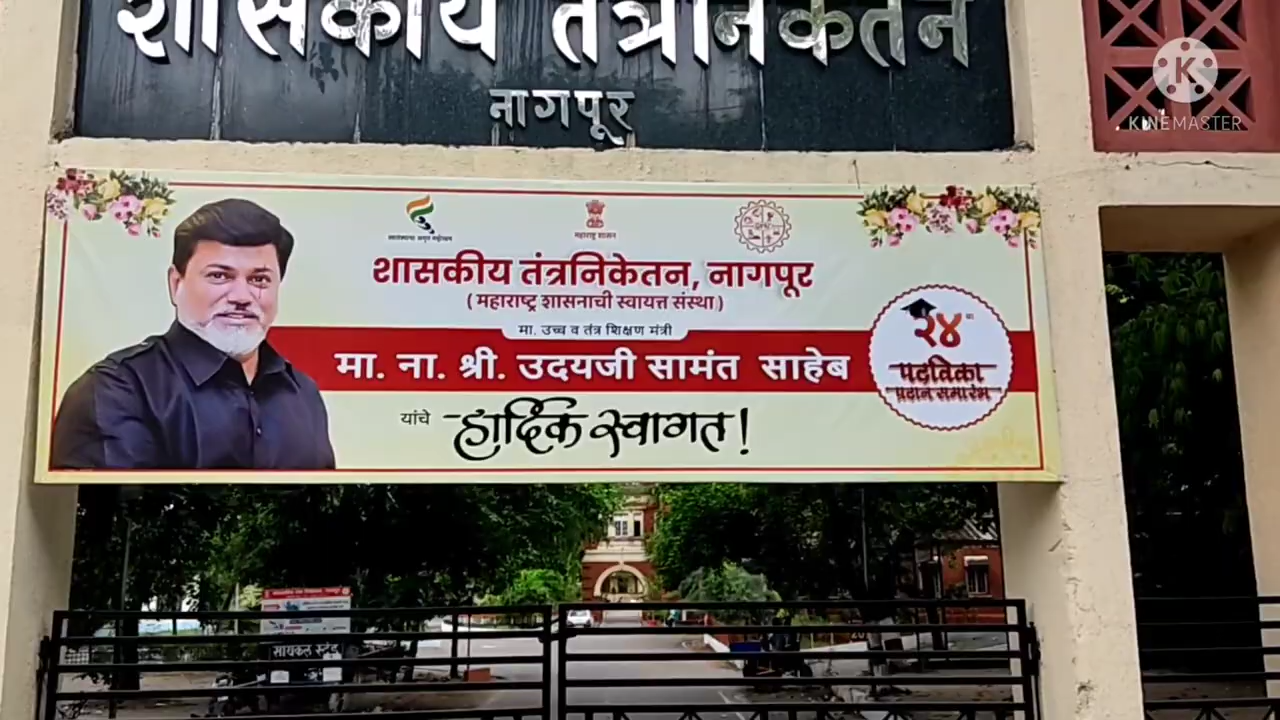 शासकीय तंत्रनिकेतन
नागपूर
KINEMASTER
महाराष्ट्र शासन
शासकीय तंत्रनिकेतन, नागपूर
( महाराष्ट्र शासनाची स्वायत्त संस्था )
मा. उच्च व तंत्र शिक्षण मंत्री
मा. ना. श्री. उदयजी सामंत साहेब
यांचे हार्दिक स्वागत !
२४ वा
पदविका
प्रदान समारंभ
सायकल स्टँड